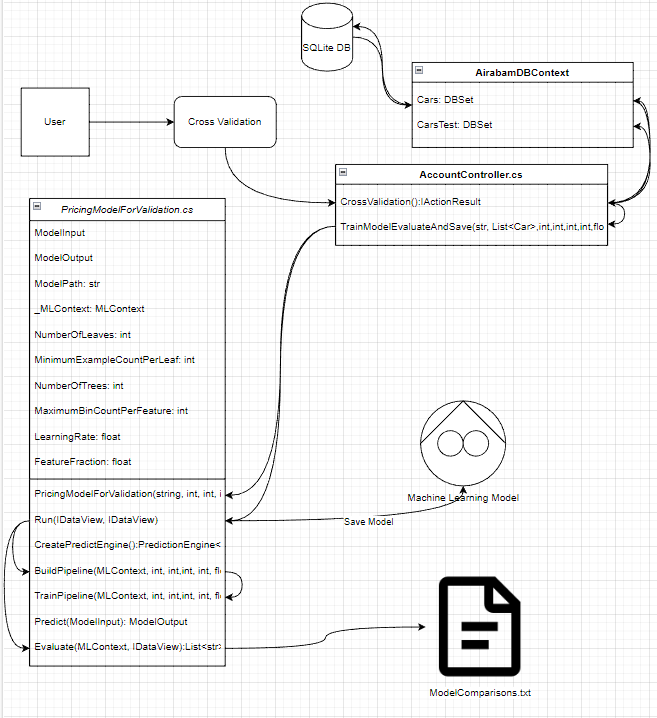 SQLite DB
AirabamDBContext
Cars: DBSet
CarsTest: DBSet
User
Cross Validation
AccountController.cs
CrossValidation():IActionResult
TrainModelEvaluateAndSave(str, List<Car>,int,int,int,int,flo
PricingModelForValidation.cs
ModelInput
ModelOutput
ModelPath: str
_MLContext: MLContext
NumberOfLeaves: int
MinimumExampleCountPerLeaf: int
NumberOfTrees: int
MaximumBinCountPerFeature: int
LearningRate: float
FeatureFraction: float
PricingModelForValidation(string, int, int, i
Run(IDataView, IDataView)
CreatePredictEngine():PredictionEngine<
BuildPipeline(MLContext, int, int,int, int, fl
TrainPipeline(MLContext, int, int,int, int, fl
Predict(ModelInput): ModelOutput
Evaluate(MLContext, IDataView):List<str>
Machine Learning Model
Save Model
ModelComparisons.txt